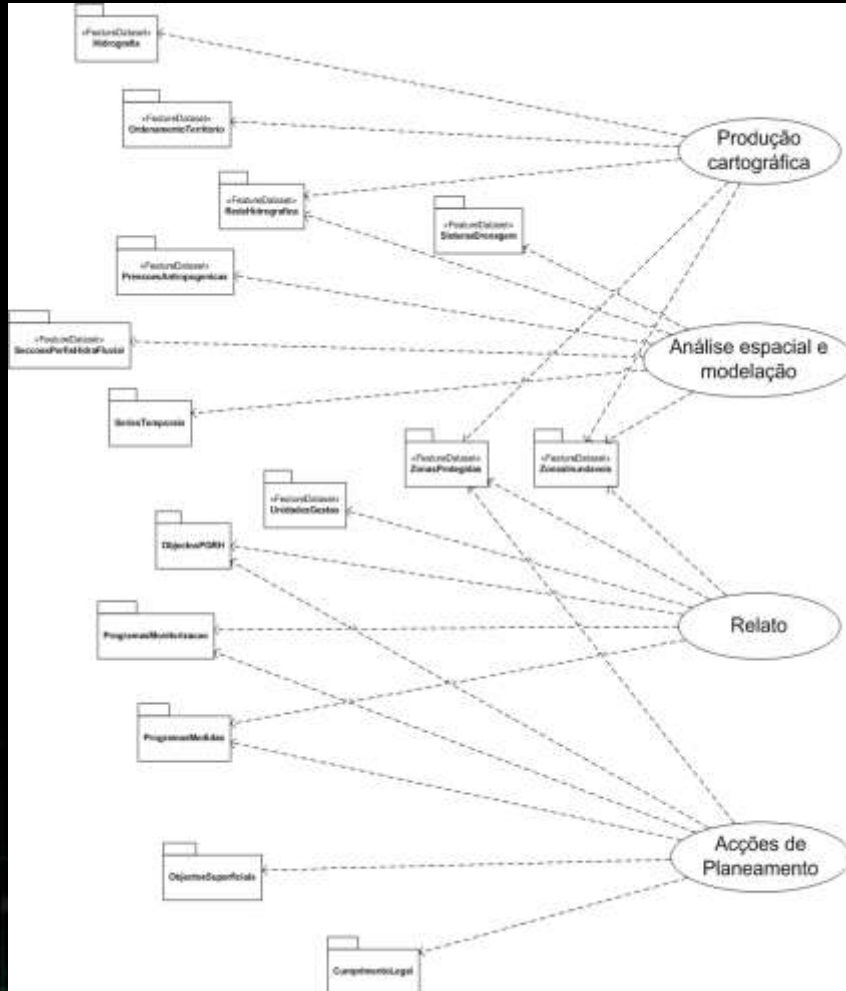 «FeatureDataset»
Hidrografia
«FeatureDataset»
OrdenamentoTerritorio
Produção
cartográfica
«FeatureDataset»
RedeHidrografica
«FeatureDataset»
SistemaDrenagem
«FeatureDataset»
PressoesAntropogenicas
«FeatureDataset»
SeccoesPerfisHidraFluvial
Análise espacial e
modelação
SeriesTemporais
«FeatureDataset»
ZonasProtegidas
«FeatureDataset»
ZonasInundaveis
«FeatureDataset»
UnidadesGestao
ObjectosPGRH
ProgramasMonitorizacao
Relato
ProgramasMedidas
Acções de
Planeamento
ObjectosSuperficiais
CumprimentoLegal